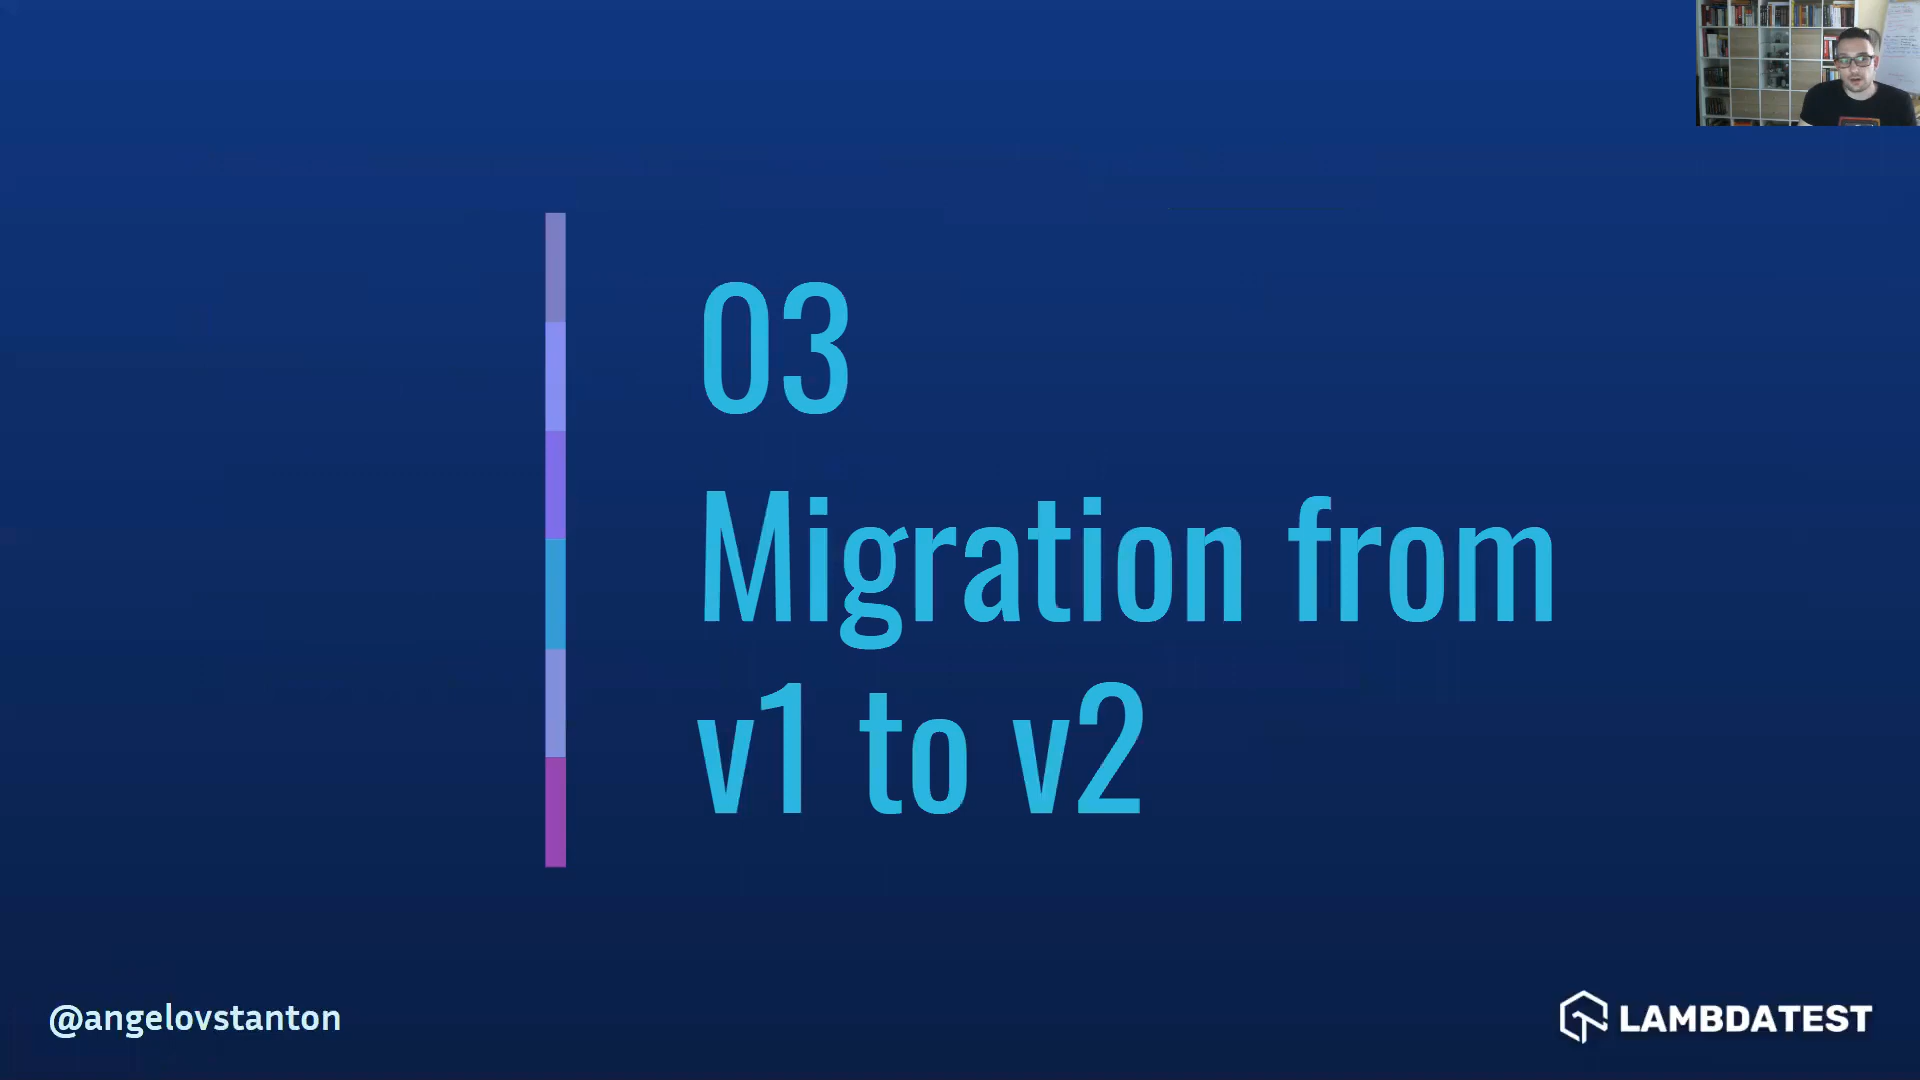 03
Migration from
v1 to v2
@angelovstanton
LAMBDATEST